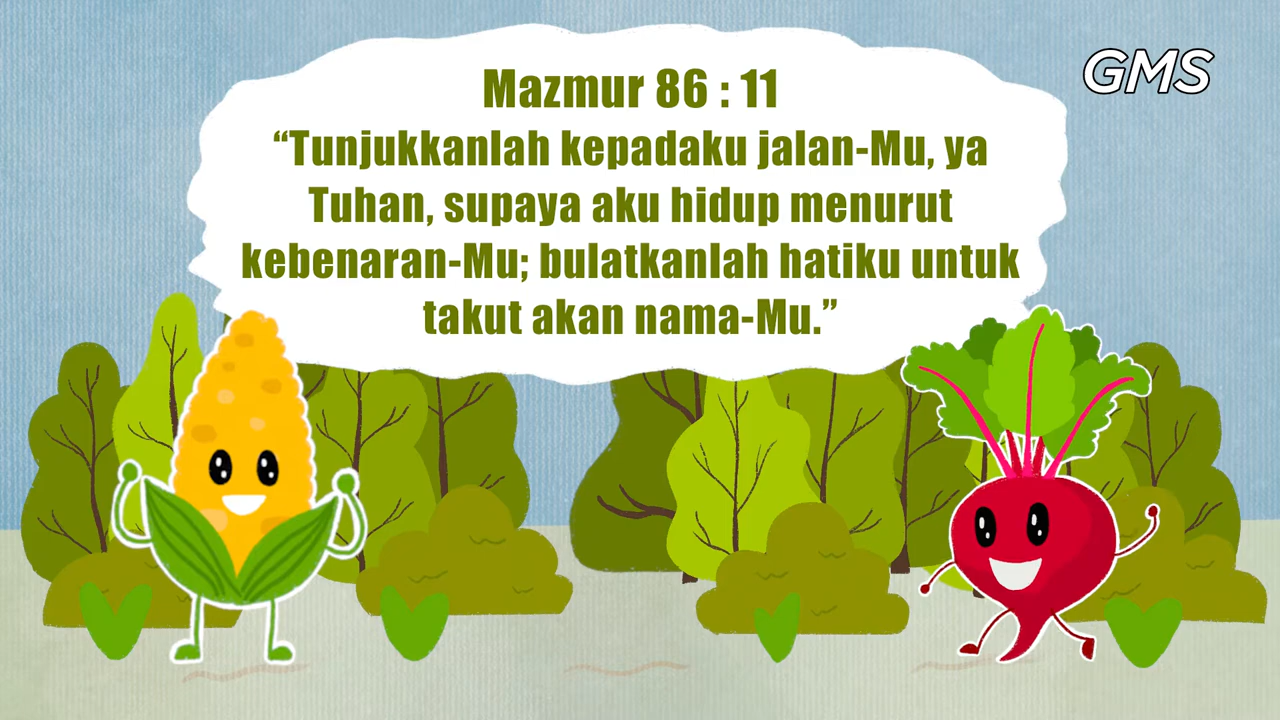 GMS
Mazmur 86 : 11
“Tunjukkanlah kepadaku jalan-Mu, ya
Tuhan, supaya aku hidup menurut
kebenaran-Mu; bulatkanlah hatiku untuk
takut akan nama-Mu.”